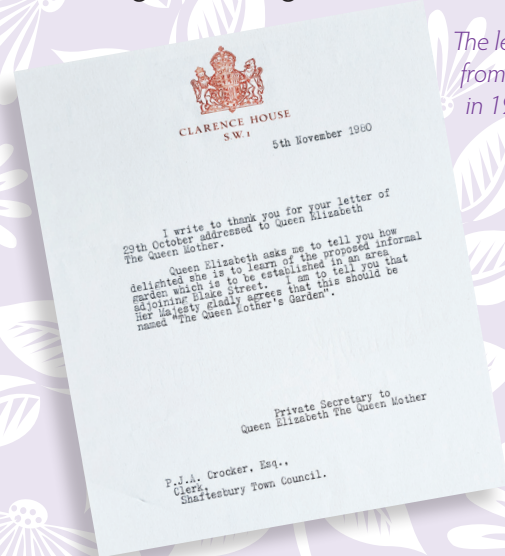 The le
from
in 19
CLARENCE HOUSE
S.W.1
5th November 1980
I write to thank you for your letter of
29th October addressed to Queen Elizabeth
The Queen Mother.
Queen Elizabeth asks me to tell you how
delighted she is to learn of the proposed informal
garden which is to be established in an area
adjoining Blake Street. I am to tell you that
Her Majesty gladly agrees that this should be
named "The Queen Mother's Garden".
Private Secretary to
Queen Elizabeth The Queen Mother
P.J.A. Crocker, Esq.,
Clerk,
Shaftesbury Town Council.